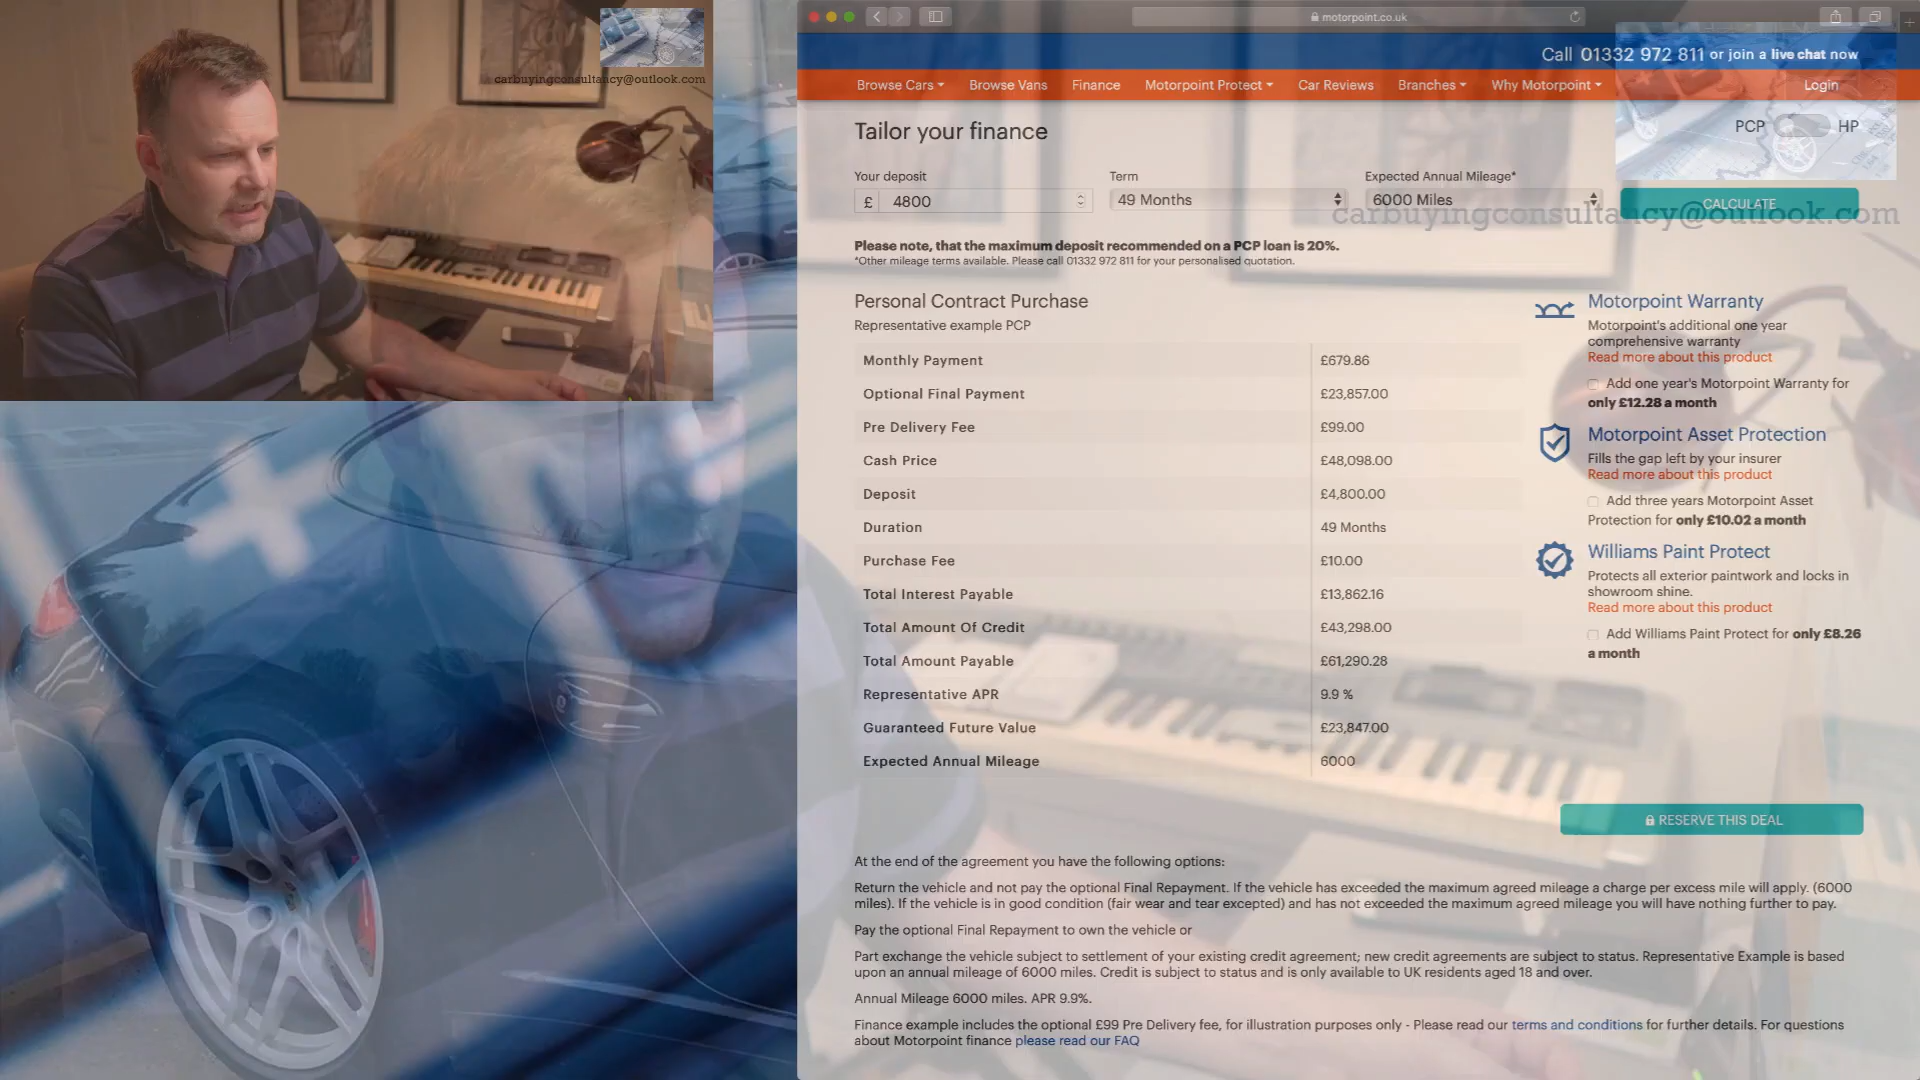 carbuyingconsultancy@outlook.com
motorpoint.co.uk
Call 01332 972 811 or join a live chat now
Browse Cars
Browse Vans
Finance
Motorpoint Protect
Car Reviews
Branches
Why Motorpoint
Login
Tailor your finance
PCP
HP
Your deposit
Term
Expected Annual Mileage*
£ 4800
49 Months
6000 Miles
CALCULATE
carbuyingconsultancy@outlook.com
Please note, that the maximum deposit recommended on a PCP loan is 20%.
*Other mileage terms available. Please call 01332 972 811 for your personalised quotation.
Personal Contract Purchase
Representative example PCP
Monthly Payment £679.86
Optional Final Payment £23,857.00
Pre Delivery Fee £99.00
Cash Price £48,098.00
Deposit £4,800.00
Duration 49 Months
Purchase Fee £10.00
Total Interest Payable £13,862.16
Total Amount Of Credit £43,298.00
Total Amount Payable £61,290.28
Representative APR 9.9 %
Guaranteed Future Value £23,847.00
Expected Annual Mileage 6000
Motorpoint Warranty
Motorpoint's additional one year
comprehensive warranty
Read more about this product
Add one year's Motorpoint Warranty for
only £12.28 a month
Motorpoint Asset Protection
Fills the gap left by your insurer
Read more about this product
Add three years Motorpoint Asset
Protection for only £10.02 a month
Williams Paint Protect
Protects all exterior paintwork and locks in
showroom shine.
Read more about this product
Add Williams Paint Protect for only £8.26
a month
RESERVE THIS DEAL
At the end of the agreement you have the following options:
Return the vehicle and not pay the optional Final Repayment. If the vehicle has exceeded the maximum agreed mileage a charge per excess mile will apply. (6000
miles). If the vehicle is in good condition (fair wear and tear excepted) and has not exceeded the maximum agreed mileage you will have nothing further to pay.
Pay the optional Final Repayment to own the vehicle or
Part exchange the vehicle subject to settlement of your existing credit agreement; new credit agreements are subject to status. Representative Example is based
upon an annual mileage of 6000 miles. Credit is subject to status and is only available to UK residents aged 18 and over.
Annual Mileage 6000 miles. APR 9.9%.
Finance example includes the optional £99 Pre Delivery fee, for illustration purposes only - Please read our terms and conditions for further details. For questions
about Motorpoint finance please read our FAQ